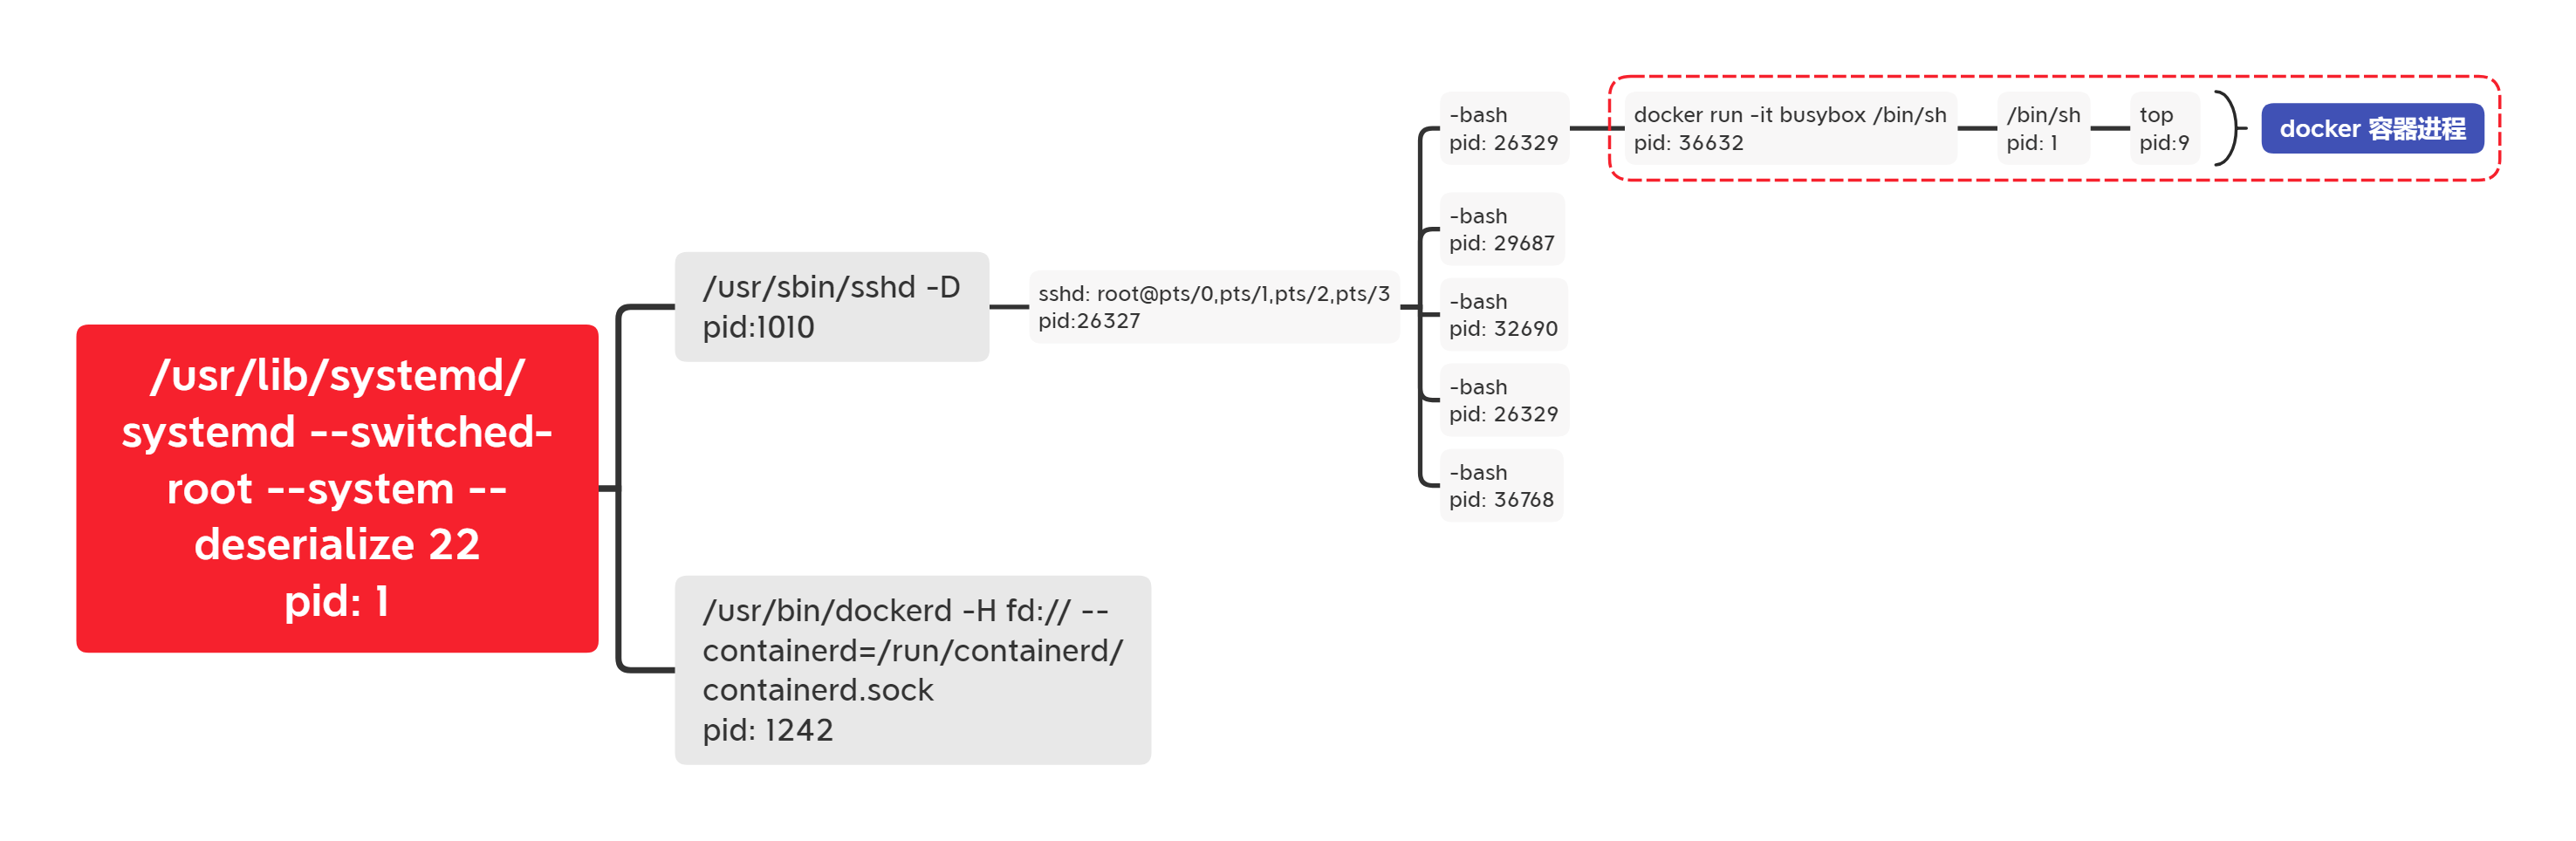 /usr/lib/systemd/
systemd --switched-
root --system --
deserialize 22
pid: 1
/usr/sbin/sshd -D
pid:1010
sshd: root@pts/0,pts/1,pts/2,pts/3
pid:26327
-bash
pid: 26329
docker run -it busybox /bin/sh
pid: 36632
/bin/sh
pid: 1
top
pid:9
docker 容器进程
-bash
pid: 29687
-bash
pid: 32690
-bash
pid: 26329
-bash
pid: 36768
/usr/bin/dockerd -H fd:// --
containerd=/run/containerd/
containerd.sock
pid: 1242